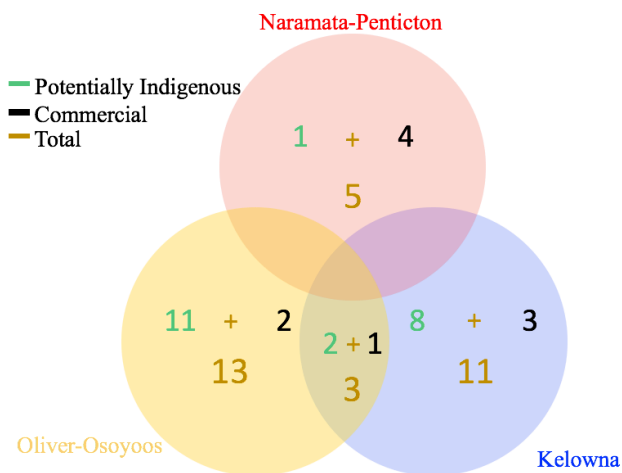 Naramata-Penticton
Potentially Indigenous
Commercial
Total
1 + 4
5
11 + 2
13
2 + 1
3
8 + 3
11
Oliver-Osoyoos
Kelowna